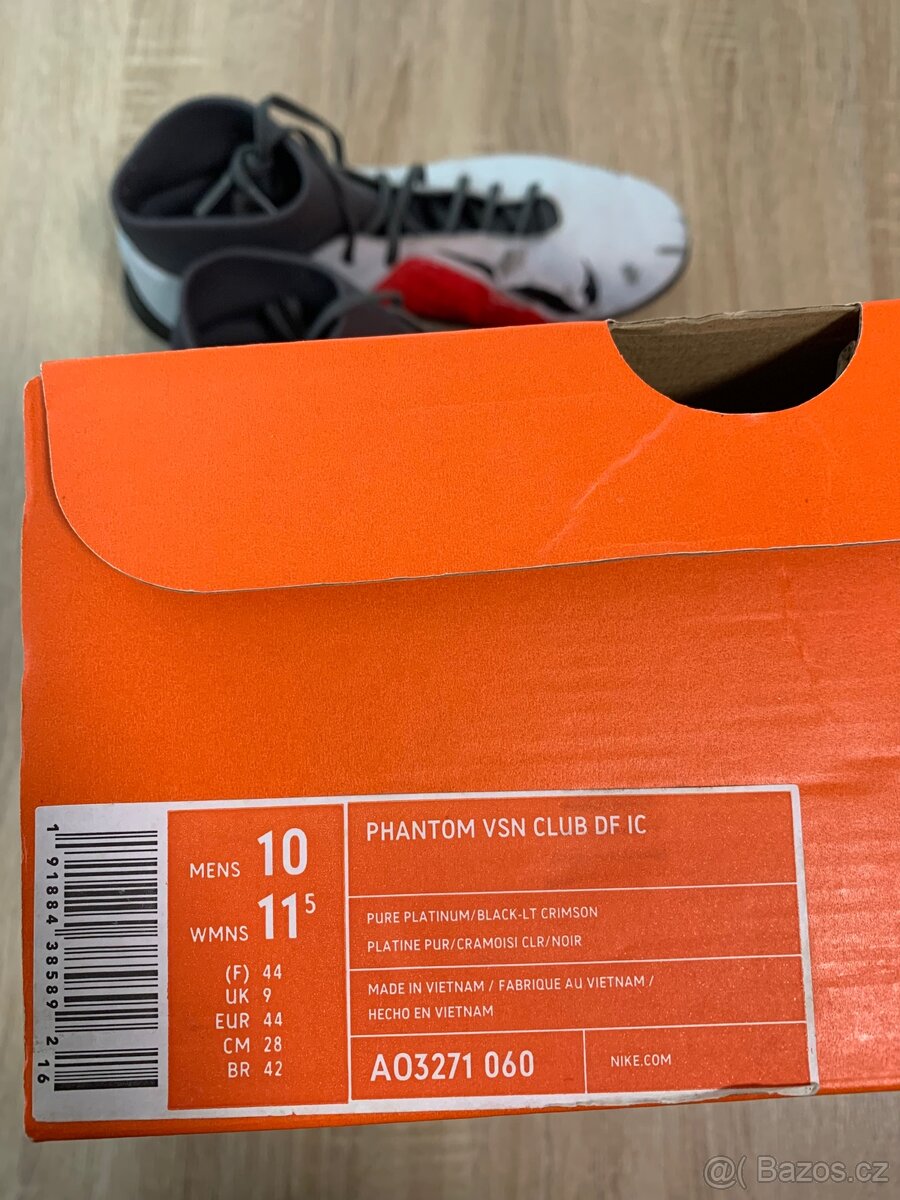 1 91884 38589 2 16
MENS 10
WMNS 11⁵
(F) 44
UK 9
EUR 44
CM 28
BR 42
PHANTOM VSN CLUB DF IC
PURE PLATINUM/BLACK-LT CRIMSON
PLATINE PUR/CRAMOISI CLR/NOIR
MADE IN VIETNAM / FABRIQUE AU VIETNAM /
HECHO EN VIETNAM
AO3271 060
NIKE.COM
@( Bazos.cz